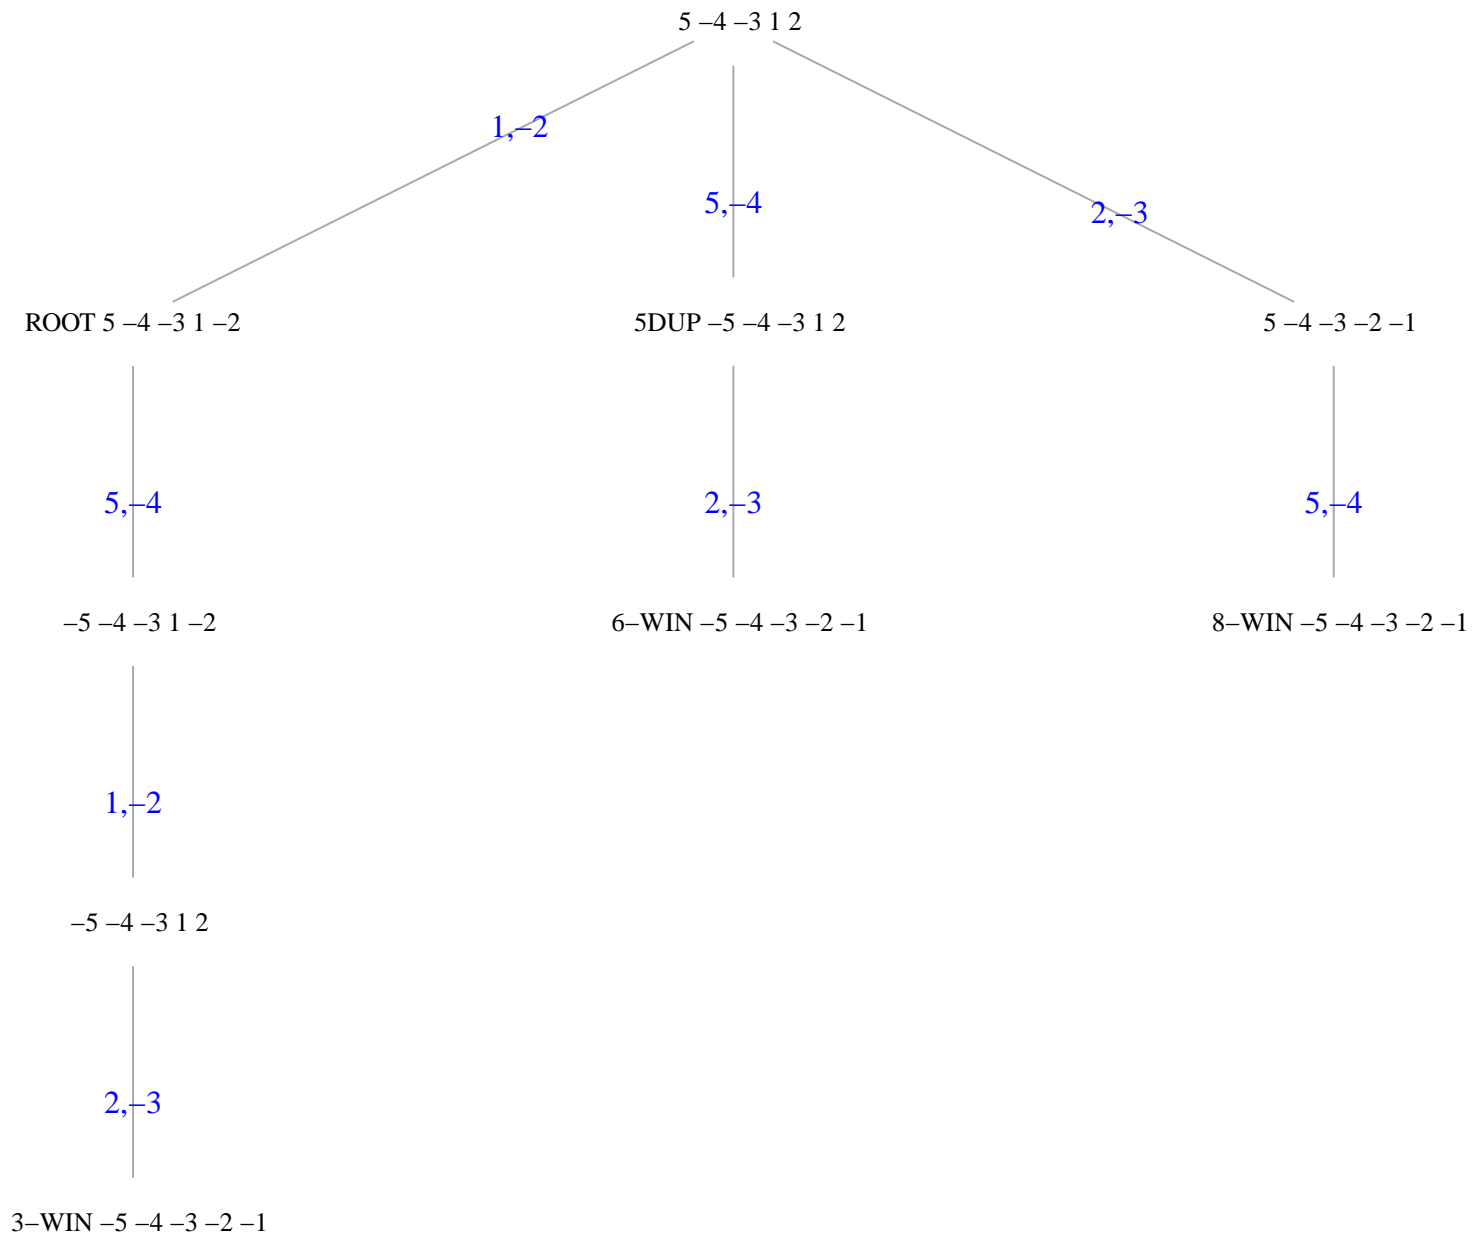 5 –4 –3 1 2
1,–2
5,–4
2,–3
ROOT 5 –4 –3 1 –2
5DUP –5 –4 –3 1 2
5 –4 –3 –2 –1
5,–4
2,–3
5,–4
–5 –4 –3 1 –2
6–WIN –5 –4 –3 –2 –1
8–WIN –5 –4 –3 –2 –1
1,–2
–5 –4 –3 1 2
2,–3
3–WIN –5 –4 –3 –2 –1